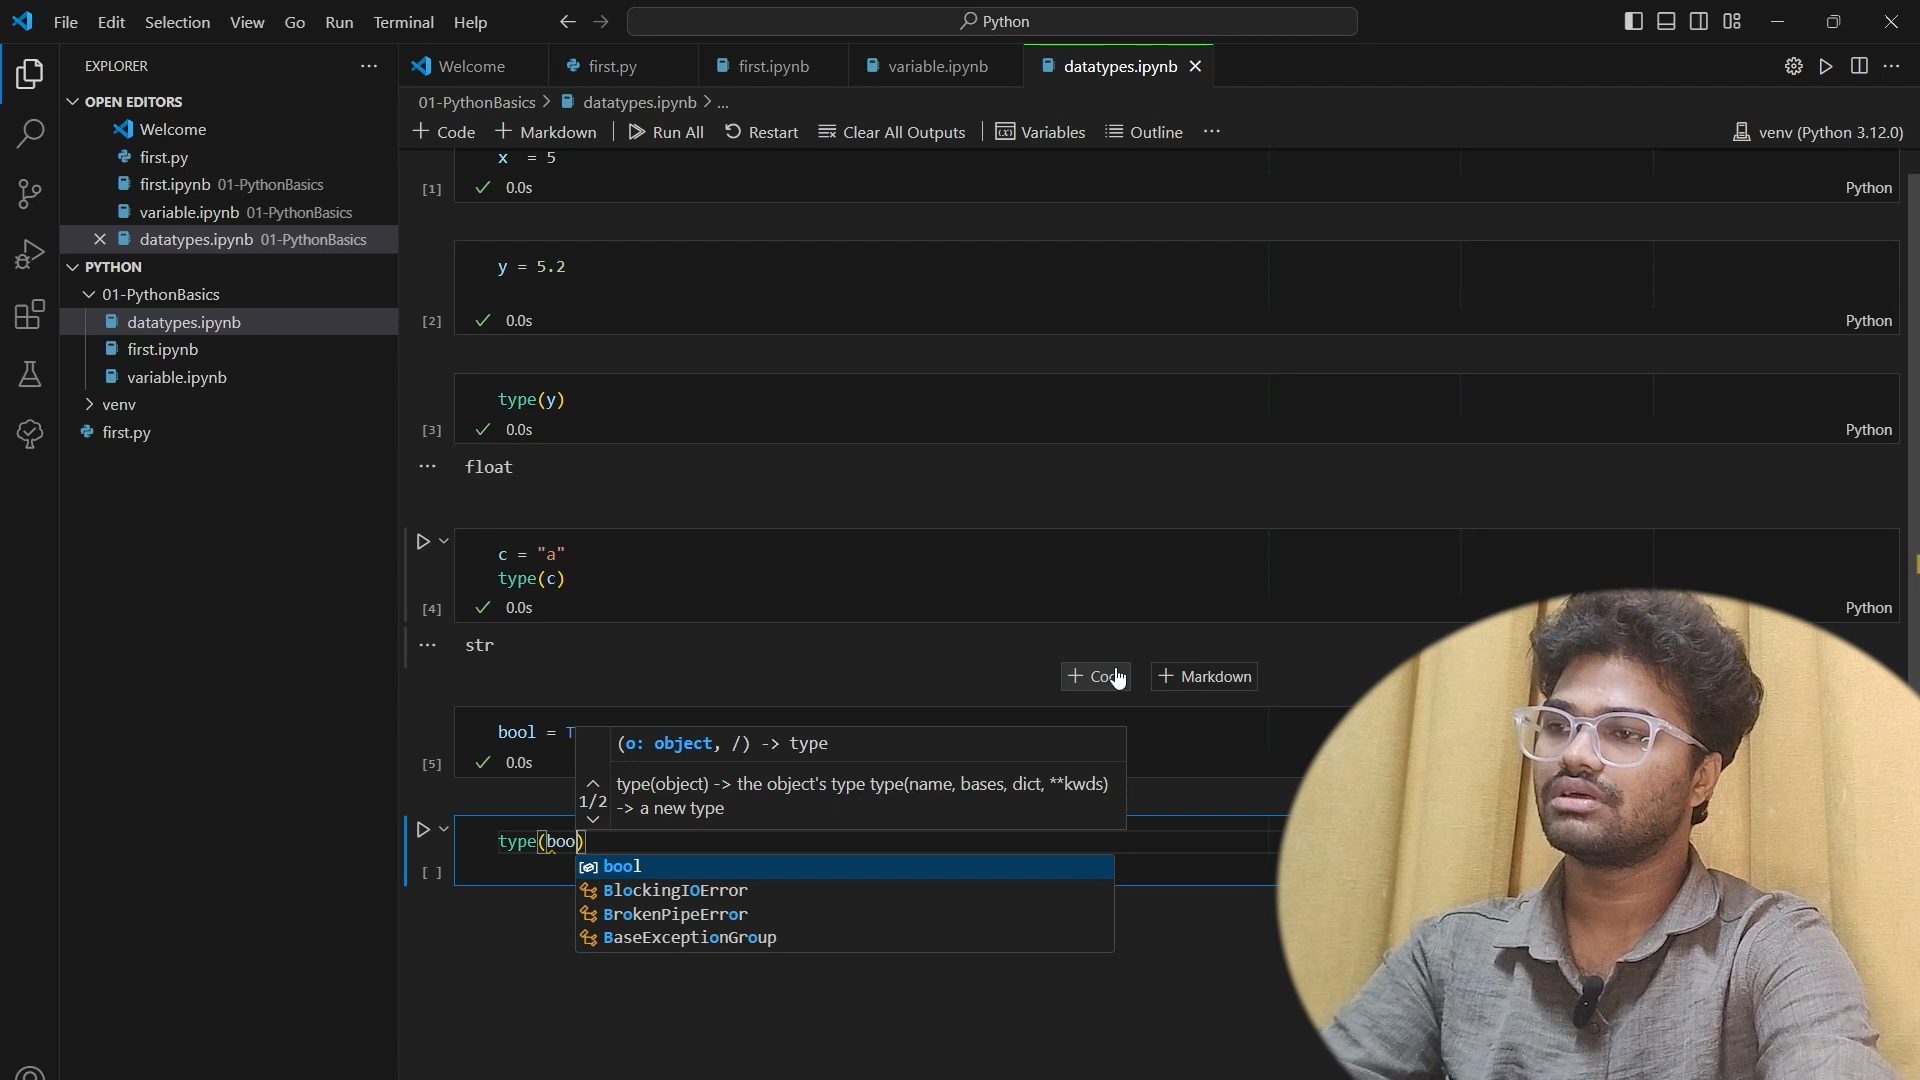 File Edit Selection View Go Run Terminal Help
Python
EXPLORER
OPEN EDITORS
Welcome
first.py
first.ipynb 01-PythonBasics
variable.ipynb 01-PythonBasics
datatypes.ipynb 01-PythonBasics
PYTHON
01-PythonBasics
datatypes.ipynb
first.ipynb
variable.ipynb
venv
first.py
Welcome first.py first.ipynb variable.ipynb datatypes.ipynb
01-PythonBasics > datatypes.ipynb > ...
+ Code + Markdown Run All Restart Clear All Outputs Variables Outline ... venv (Python 3.12.0)
x = 5
[1] 0.0s Python
y = 5.2
[2] 0.0s Python
type(y)
[3] 0.0s Python
... float
c = "a"
type(c)
[4] 0.0s Python
... str
+ Markdown
bool = T
[5] 0.0s
(o: object, /) -> type
1/2
type(object) -> the object's type type(name, bases, dict, **kwds)
-> a new type
type(boo)
[ ]
bool
BlockingIOError
BrokenPipeError
BaseExceptionGroup